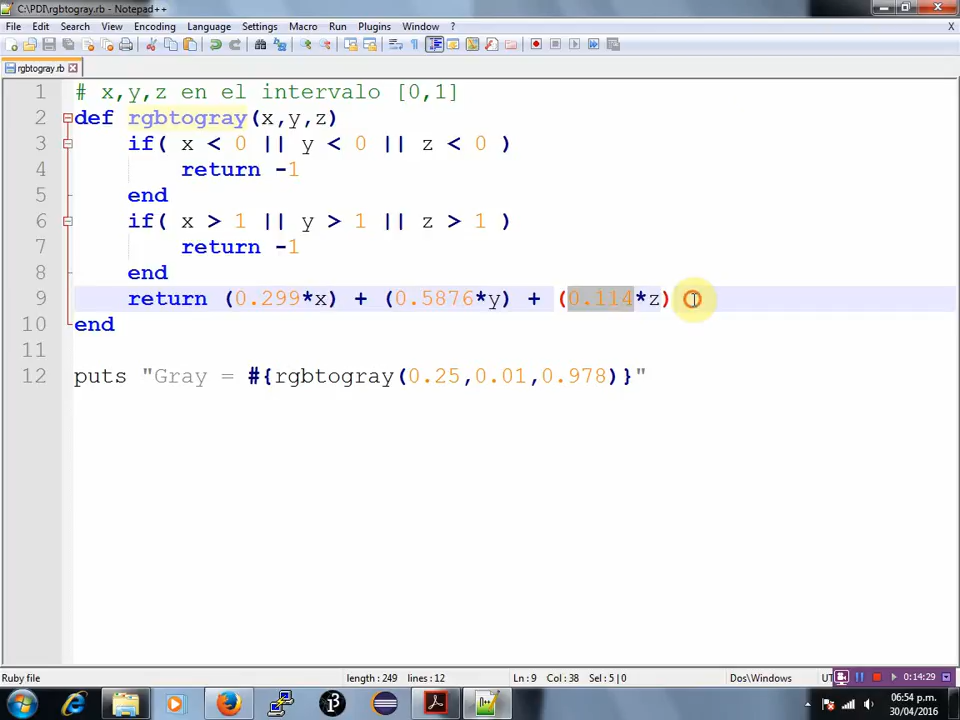 C:\PDI\rgbtogray.rb - Notepad++
File Edit Search View Encoding Language Settings Macro Run Plugins Window ? X
rgbtogray.rb
1 # x,y,z en el intervalo [0,1]
2 def rgbtogray(x,y,z)
3 if( x < 0 || y < 0 || z < 0 )
4 return -1
5 end
6 if( x > 1 || y > 1 || z > 1 )
7 return -1
8 end
9 return (0.299*x) + (0.5876*y) + (0.114*z)
10 end
11
12 puts "Gray = #{rgbtogray(0.25,0.01,0.978)}"
Ruby file length : 249 lines : 12 Ln : 9 Col : 38 Sel : 5 | 0 Dos\Windows 0:14:29
06:54 p.m.
30/04/2016